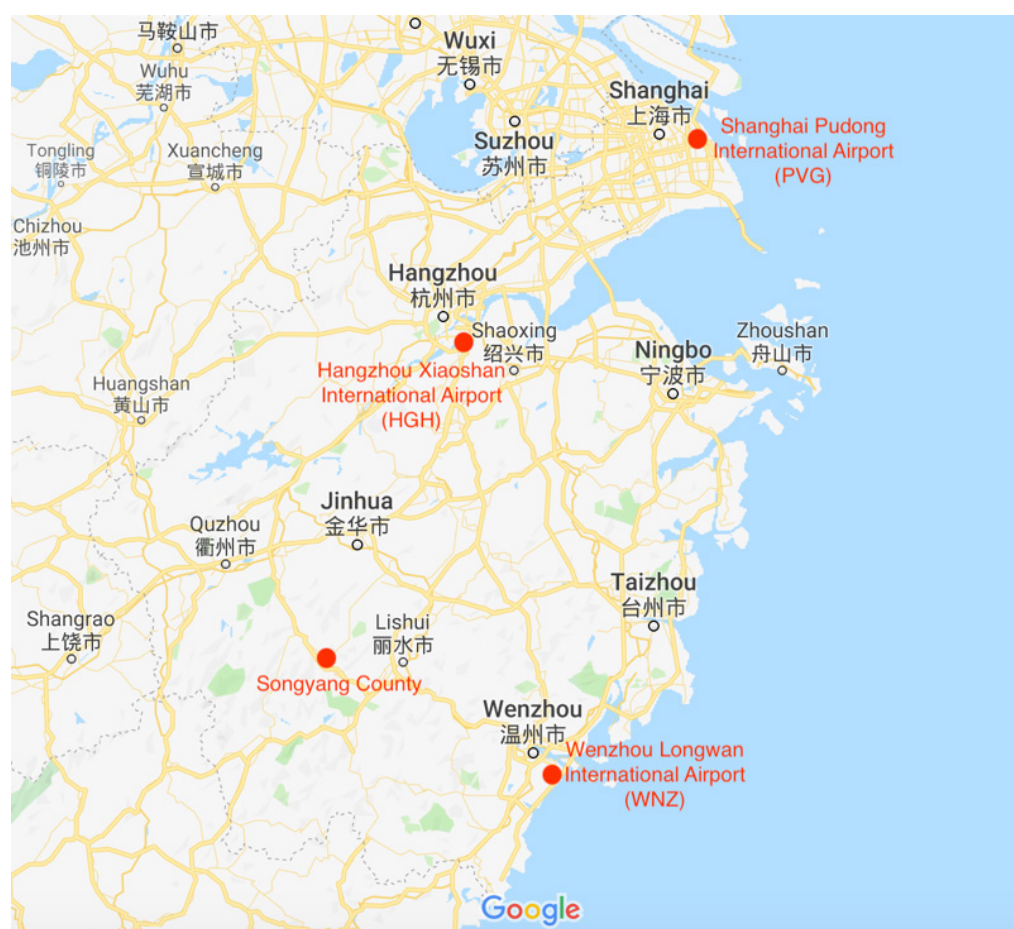 马鞍山市
Wuhu
芜湖市
Wuxi
无锡市
Shanghai
上海市
Shanghai Pudong
International Airport
(PVG)
Suzhou
苏州市
Tongling
铜陵市
Xuancheng
宣城市
Chizhou
池州市
Hangzhou
杭州市
Shaoxing
绍兴市
Hangzhou Xiaoshan
International Airport
(HGH)
Ningbo
宁波市
Zhoushan
舟山市
Huangshan
黄山市
Jinhua
金华市
Quzhou
衢州市
Taizhou
台州市
Shangrao
上饶市
Lishui
丽水市
Songyang County
Wenzhou
温州市
Wenzhou Longwan
International Airport
(WNZ)
Google